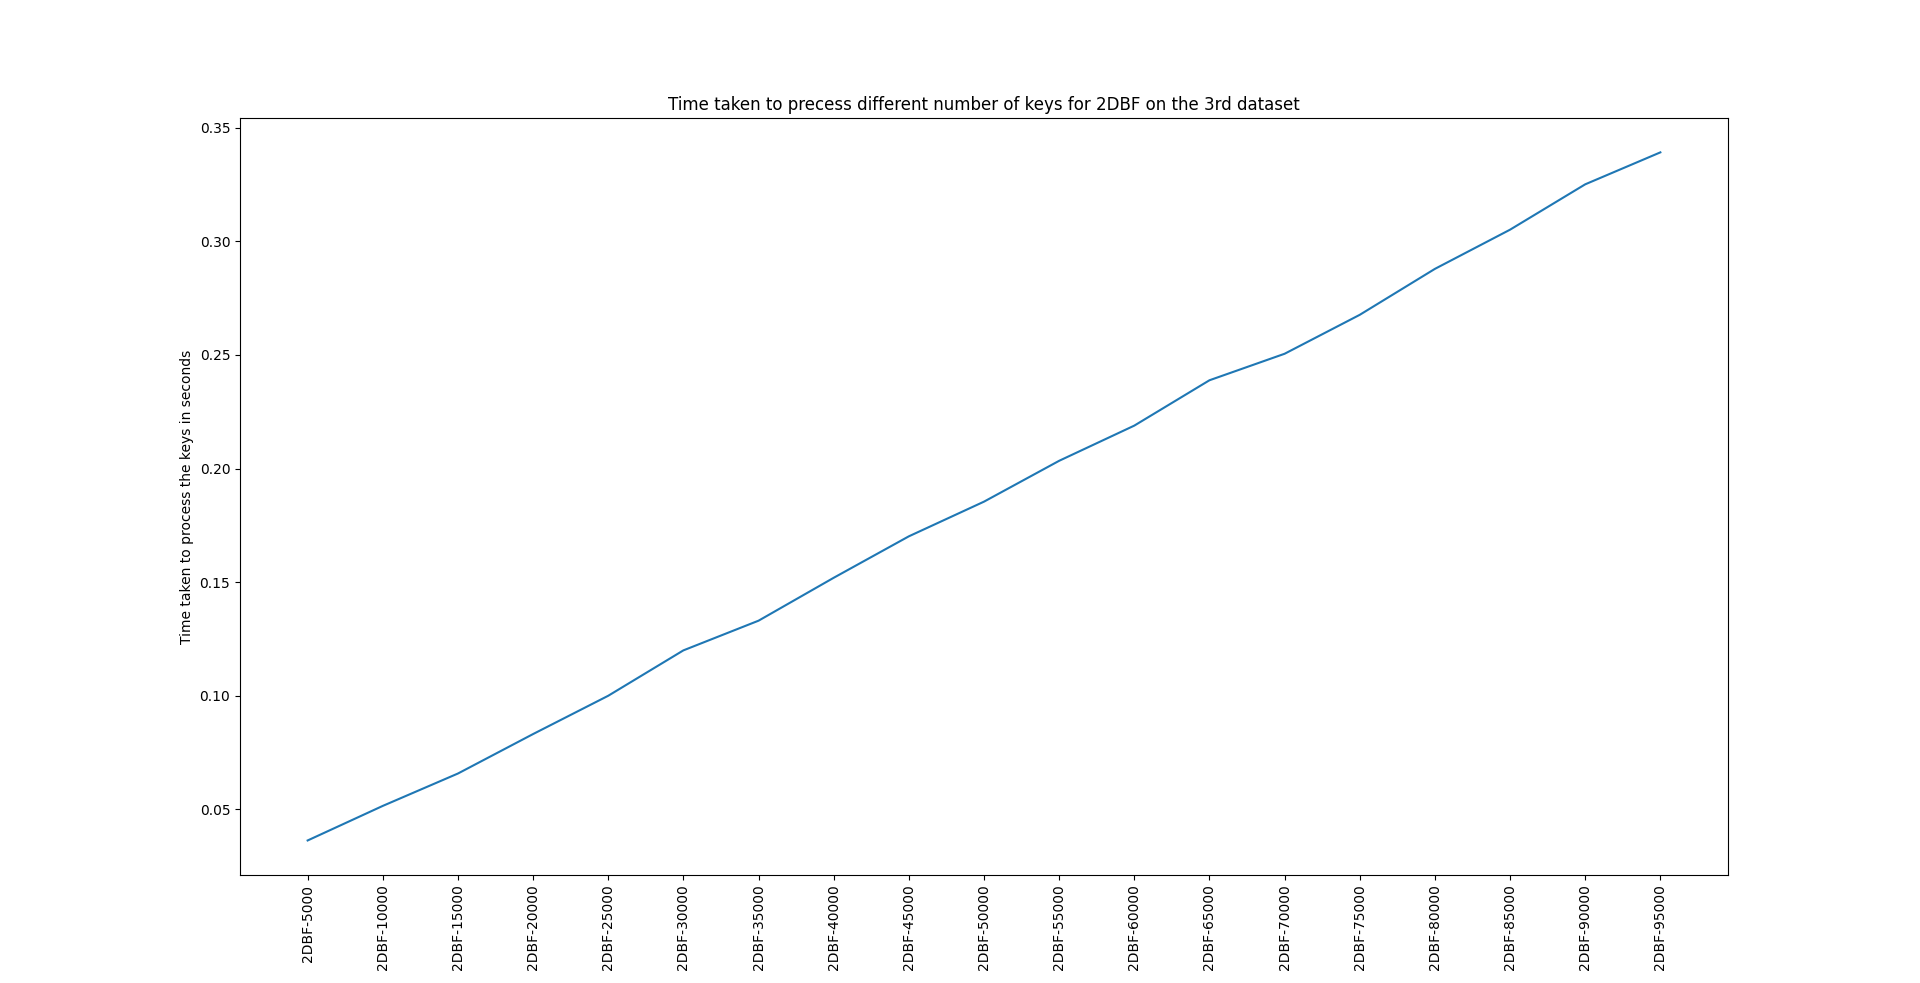 Time taken to precess different number of keys for 2DBF on the 3rd dataset
Time taken to process the keys in seconds
0.35
0.30
0.25
0.20
0.15
0.10
0.05
2DBF-5000
2DBF-10000
2DBF-15000
2DBF-20000
2DBF-25000
2DBF-30000
2DBF-35000
2DBF-40000
2DBF-45000
2DBF-50000
2DBF-55000
2DBF-60000
2DBF-65000
2DBF-70000
2DBF-75000
2DBF-80000
2DBF-85000
2DBF-90000
2DBF-95000